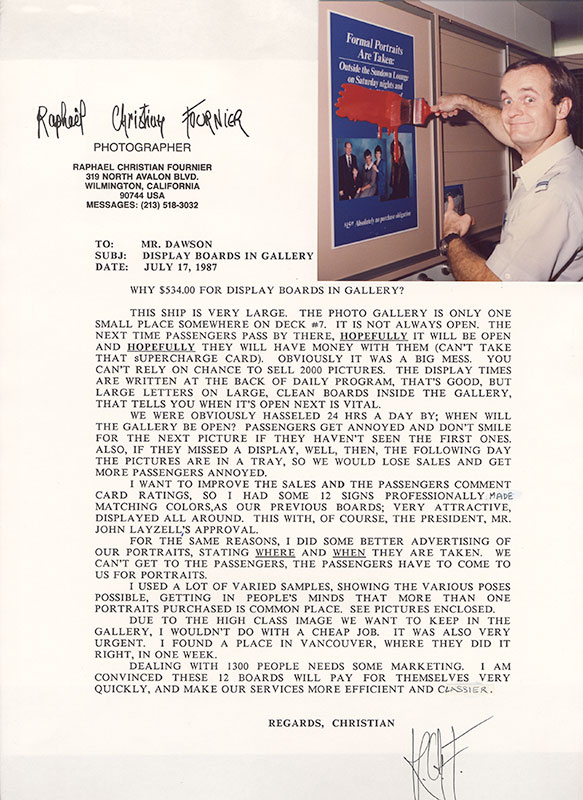 Raphaël Christian FOURNIER
PHOTOGRAPHER
RAPHAEL CHRISTIAN FOURNIER
319 NORTH AVALON BLVD.
WILMINGTON, CALIFORNIA
90744 USA
MESSAGES: (213) 518-3032
Formal Portraits
Are Taken:
Outside the Sundown Lounge
on Saturday nights and
Absolutely no purchase obligation
TO: MR. DAWSON
SUBJ: DISPLAY BOARDS IN GALLERY
DATE: JULY 17, 1987
WHY $534.00 FOR DISPLAY BOARDS IN GALLERY?
THIS SHIP IS VERY LARGE. THE PHOTO GALLERY IS ONLY ONE
SMALL PLACE SOMEWHERE ON DECK #7. IT IS NOT ALWAYS OPEN. THE
NEXT TIME PASSENGERS PASS BY THERE, HOPEFULLY IT WILL BE OPEN
AND HOPEFULLY THEY WILL HAVE MONEY WITH THEM (CAN'T TAKE
THAT sUPERCHARGE CARD). OBVIOUSLY IT WAS A BIG MESS. YOU
CAN'T RELY ON CHANCE TO SELL 2000 PICTURES. THE DISPLAY TIMES
ARE WRITTEN AT THE BACK OF DAILY PROGRAM, THAT'S GOOD, BUT
LARGE LETTERS ON LARGE, CLEAN BOARDS INSIDE THE GALLERY,
THAT TELLS YOU WHEN IT'S OPEN NEXT IS VITAL.
WE WERE OBVIOUSLY HASSELED 24 HRS A DAY BY; WHEN WILL
THE GALLERY BE OPEN? PASSENGERS GET ANNOYED AND DON'T SMILE
FOR THE NEXT PICTURE IF THEY HAVEN'T SEEN THE FIRST ONES.
ALSO, IF THEY MISSED A DISPLAY, WELL, THEN, THE FOLLOWING DAY
THE PICTURES ARE IN A TRAY, SO WE WOULD LOSE SALES AND GET
MORE PASSENGERS ANNOYED.
I WANT TO IMPROVE THE SALES AND THE PASSENGERS COMMENT
CARD RATINGS, SO I HAD SOME 12 SIGNS PROFESSIONALLY MADE
MATCHING COLORS,AS OUR PREVIOUS BOARDS; VERY ATTRACTIVE,
DISPLAYED ALL AROUND. THIS WITH, OF COURSE, THE PRESIDENT, MR.
JOHN LAYZELL'S APPROVAL.
FOR THE SAME REASONS, I DID SOME BETTER ADVERTISING OF
OUR PORTRAITS, STATING WHERE AND WHEN THEY ARE TAKEN. WE
CAN'T GET TO THE PASSENGERS, THE PASSENGERS HAVE TO COME TO
US FOR PORTRAITS.
I USED A LOT OF VARIED SAMPLES, SHOWING THE VARIOUS POSES
POSSIBLE, GETTING IN PEOPLE'S MINDS THAT MORE THAN ONE
PORTRAITS PURCHASED IS COMMON PLACE. SEE PICTURES ENCLOSED.
DUE TO THE HIGH CLASS IMAGE WE WANT TO KEEP IN THE
GALLERY, I WOULDN'T DO WITH A CHEAP JOB. IT WAS ALSO VERY
URGENT. I FOUND A PLACE IN VANCOUVER, WHERE THEY DID IT
RIGHT, IN ONE WEEK.
DEALING WITH 1300 PEOPLE NEEDS SOME MARKETING. I AM
CONVINCED THESE 12 BOARDS WILL PAY FOR THEMSELVES VERY
QUICKLY, AND MAKE OUR SERVICES MORE EFFICIENT AND CLASSIER.
REGARDS, CHRISTIAN